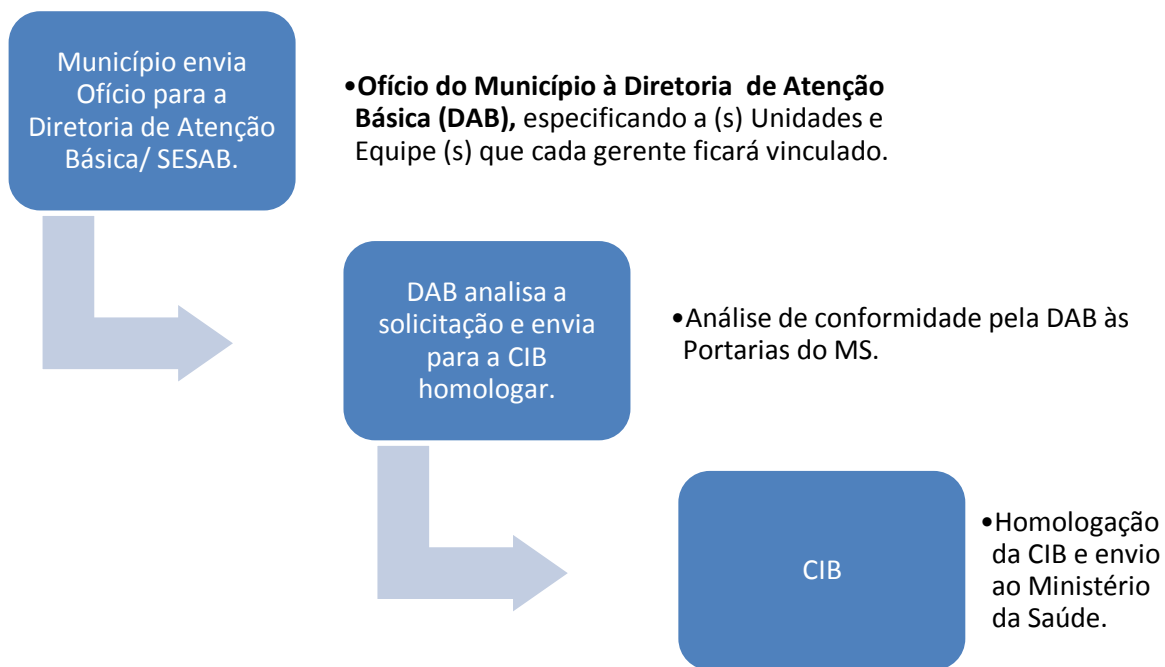 Município envia
Ofício para a
Diretoria de Atenção
Básica/ SESAB.
•Ofício do Município à Diretoria de Atenção
Básica (DAB), especificando a (s) Unidades e
Equipe (s) que cada gerente ficará vinculado.
DAB analisa a
solicitação e envia
para a CIB
homologar.
•Análise de conformidade pela DAB às
Portarias do MS.
CIB
•Homologação
da CIB e envio
ao Ministério
da Saúde.